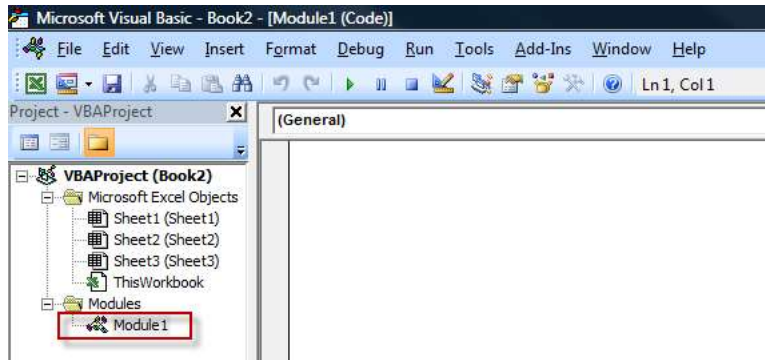 Microsoft Visual Basic - Book2 - [Module1 (Code)]
File Edit View Insert Format Debug Run Tools Add-Ins Window Help
Ln 1, Col 1
Project - VBAProject
(General)
VBAProject (Book2)
Microsoft Excel Objects
Sheet1 (Sheet1)
Sheet2 (Sheet2)
Sheet3 (Sheet3)
ThisWorkbook
Modules
Module1